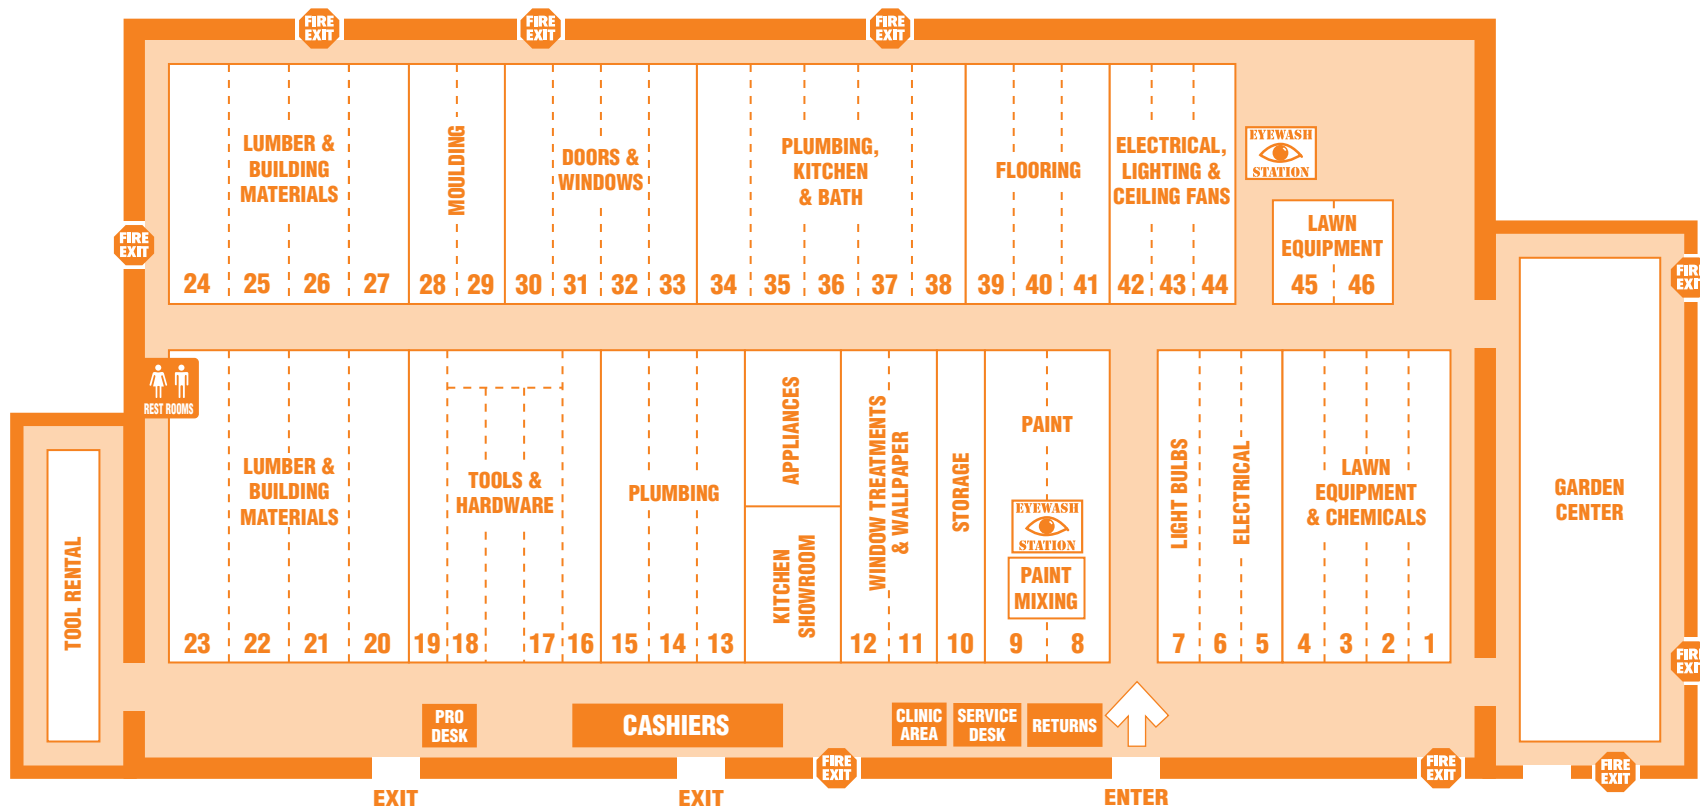 FIRE
EXIT
FIRE
EXIT
FIRE
EXIT
LUMBER &
BUILDING
MATERIALS
MOULDING
DOORS &
WINDOWS
PLUMBING,
KITCHEN
& BATH
FLOORING
ELECTRICAL,
LIGHTING &
CEILING FANS
EYEWASH
STATION
LAWN
EQUIPMENT
FIRE
EXIT
FIRE
EXIT
24 25 26 27 28 29 30 31 32 33 34 35 36 37 38 39 40 41 42 43 44 45 46
REST ROOMS
LUMBER &
BUILDING
MATERIALS
TOOLS &
HARDWARE
PLUMBING
APPLIANCES
KITCHEN
SHOWROOM
WINDOW TREATMENTS
& WALLPAPER
STORAGE
PAINT
EYEWASH
STATION
PAINT
MIXING
LIGHT BULBS
ELECTRICAL
LAWN
EQUIPMENT
& CHEMICALS
GARDEN
CENTER
TOOL RENTAL
23 22 21 20 19 18 17 16 15 14 13 12 11 10 9 8 7 6 5 4 3 2 1
FIRE
EXIT
PRO
DESK
CASHIERS
CLINIC
AREA
SERVICE
DESK
RETURNS
FIRE
EXIT
FIRE
EXIT
FIRE
EXIT
EXIT
EXIT
ENTER